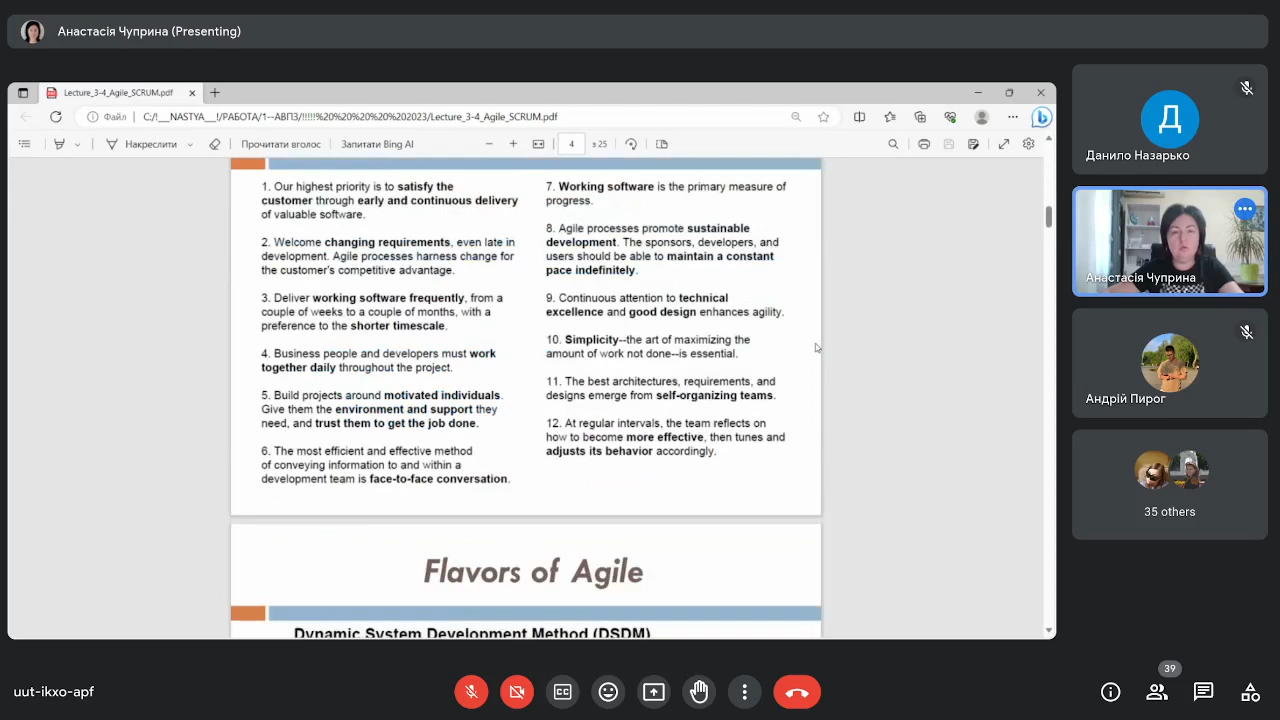 Анастасія Чуприна (Presenting)
Lecture_3-4_Agile_SCRUM.pdf
Файл
C:/!___NASTYA__!/РАБОТА/1--АВПЗ/!!!!!%20%20%20%20%202023/Lecture_3-4_Agile_SCRUM.pdf
Накреслити
Прочитати вголос
Запитати Bing AI
4
з 25
1. Our highest priority is to satisfy the
customer through early and continuous delivery
of valuable software.
2. Welcome changing requirements, even late in
development. Agile processes harness change for
the customer's competitive advantage.
3. Deliver working software frequently, from a
couple of weeks to a couple of months, with a
preference to the shorter timescale.
4. Business people and developers must work
together daily throughout the project.
5. Build projects around motivated individuals.
Give them the environment and support they
need, and trust them to get the job done.
6. The most efficient and effective method
of conveying information to and within a
development team is face-to-face conversation.
7. Working software is the primary measure of
progress.
8. Agile processes promote sustainable
development. The sponsors, developers, and
users should be able to maintain a constant
pace indefinitely.
9. Continuous attention to technical
excellence and good design enhances agility.
10. Simplicity--the art of maximizing the
amount of work not done--is essential.
11. The best architectures, requirements, and
designs emerge from self-organizing teams.
12. At regular intervals, the team reflects on
how to become more effective, then tunes and
adjusts its behavior accordingly.
Flavors of Agile
Dynamic System Development Method (DSDM)
Д
Данило Назарько
Анастасія Чуприна
Андрій Пирог
35 others
uut-ikxo-apf
39